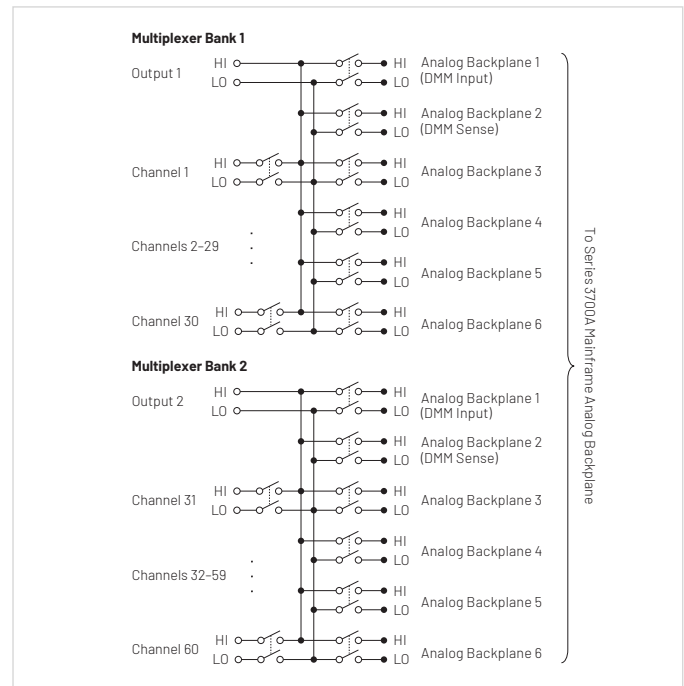 Multiplexer Bank 1
Output 1
HI
LO
HI
LO
Analog Backplane 1
(DMM Input)
HI
LO
Analog Backplane 2
(DMM Sense)
Channel 1
HI
LO
HI
LO
Analog Backplane 3
HI
LO
Analog Backplane 4
Channels 2–29
HI
LO
Analog Backplane 5
Channel 30
HI
LO
HI
LO
Analog Backplane 6
Multiplexer Bank 2
Output 2
HI
LO
HI
LO
Analog Backplane 1
(DMM Input)
HI
LO
Analog Backplane 2
(DMM Sense)
Channel 31
HI
LO
HI
LO
Analog Backplane 3
HI
LO
Analog Backplane 4
Channels 32–59
HI
LO
Analog Backplane 5
Channel 60
HI
LO
HI
LO
Analog Backplane 6
To Series 3700A Mainframe Analog Backplane